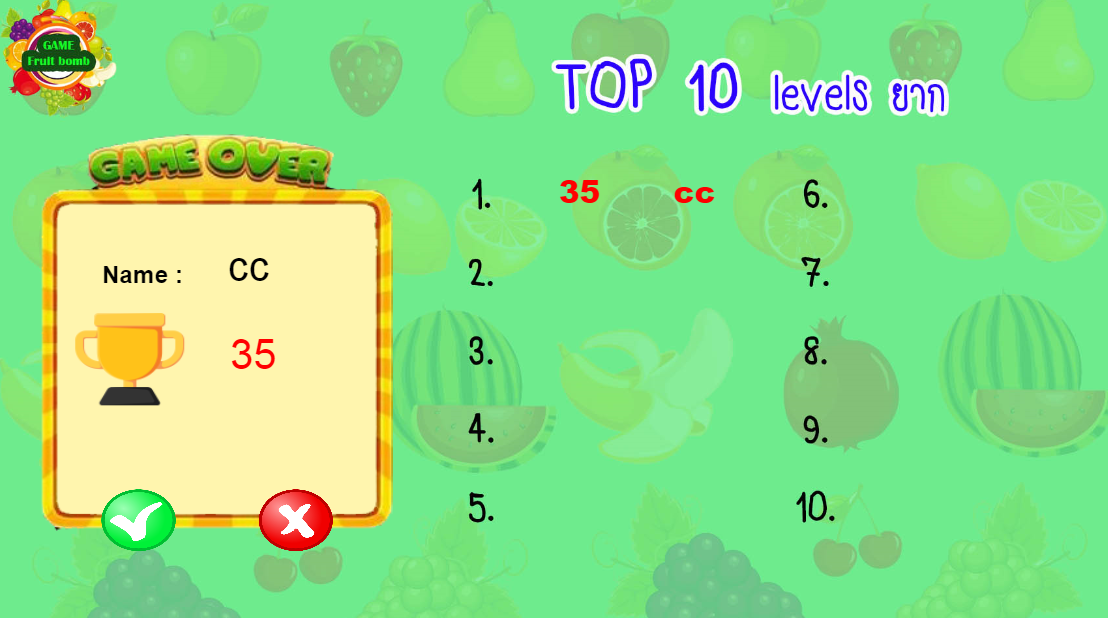 GAME
Fruit bomb
TOP 10 levels ยาก
GAME OVER
Name : CC
35
1. 35 cc
2.
3.
4.
5.
6.
7.
8.
9.
10.